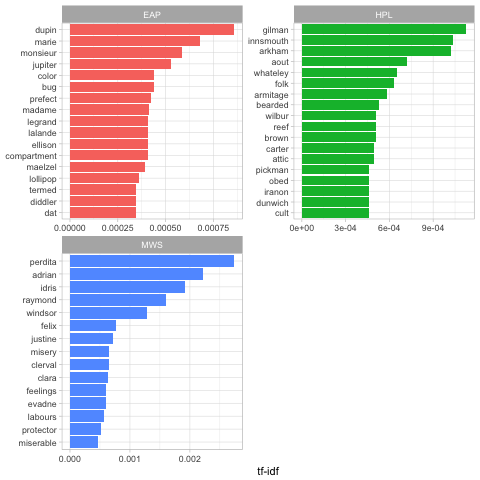 EAP
dupin
marie
monsieur
jupiter
color
bug
prefect
madame
legrand
lalande
ellison
compartment
maelzel
lollipop
termed
diddler
dat
0.00000 0.00025 0.00050 0.00075
HPL
gilman
innsmouth
arkham
aout
whateley
folk
armitage
bearded
wilbur
reef
brown
carter
attic
pickman
obed
iranon
dunwich
cult
0e+00 3e-04 6e-04 9e-04
MWS
perdita
adrian
idris
raymond
windsor
felix
justine
misery
clerval
clara
feelings
evadne
labours
protector
miserable
0.000 0.001 0.002
tf-idf